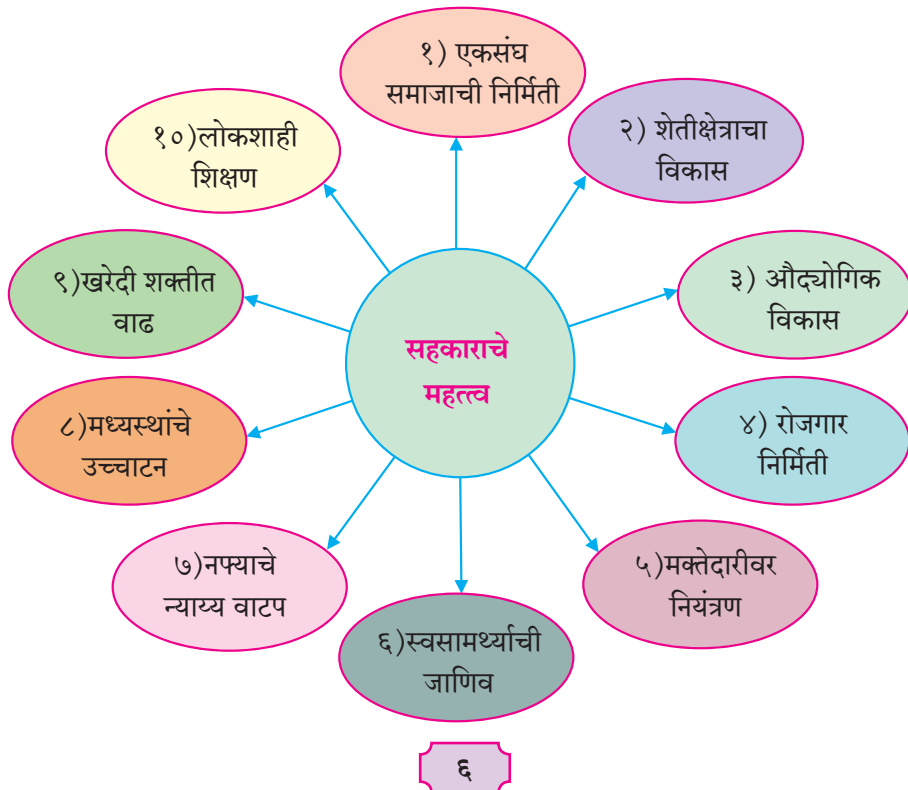 १) एकसंघ
समाजाची निर्मिती
२) शेतीक्षेत्राचा
विकास
३) औद्योगिक
विकास
४) रोजगार
निर्मिती
५)मक्तेदारीवर
नियंत्रण
६)स्वसामर्थ्याची
जाणिव
७)नफ्याचे
न्याय्य वाटप
८)मध्यस्थांचे
उच्चाटन
९)खरेदी शक्तीत
वाढ
१०)लोकशाही
शिक्षण
सहकाराचे
महत्त्व
६